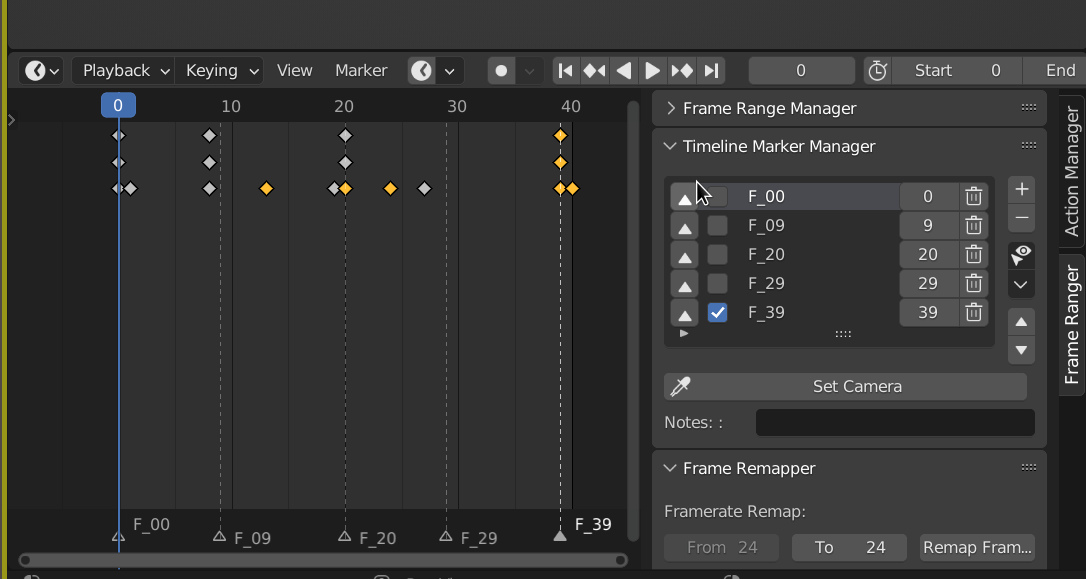 Playback Keying View Marker 0 Start 0 End
0 10 20 30 40
Frame Range Manager
Timeline Marker Manager
F_00 0
F_09 9
F_20 20
F_29 29
F_39 39
Set Camera
Notes: :
Frame Remapper
Framerate Remap:
From 24 To 24 Remap Fram...
Action Manager
Frame Ranger
F_00 F_09 F_20 F_29 F_39